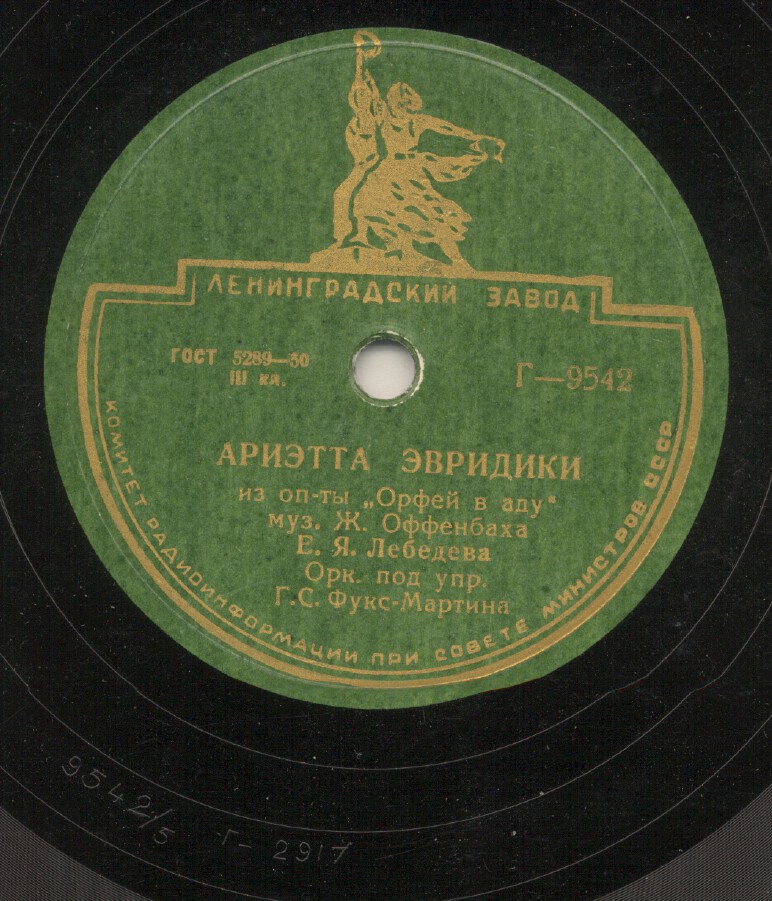 ЛЕНИНГРАДСКИЙ ЗАВОД
ГОСТ 5289—50
III кл.
Г—9542
АРИЭТТА ЭВРИДИКИ
из оп-ты „Орфей в аду"
муз. Ж. Оффенбаха
Е. Я. Лебедева
Орк. под упр.
Г.С. Фукс-Мартина
КОМИТЕТ РАДИОИНФОРМАЦИИ ПРИ СОВЕТЕ МИНИСТРОВ СССР
9542/5 Г-2917